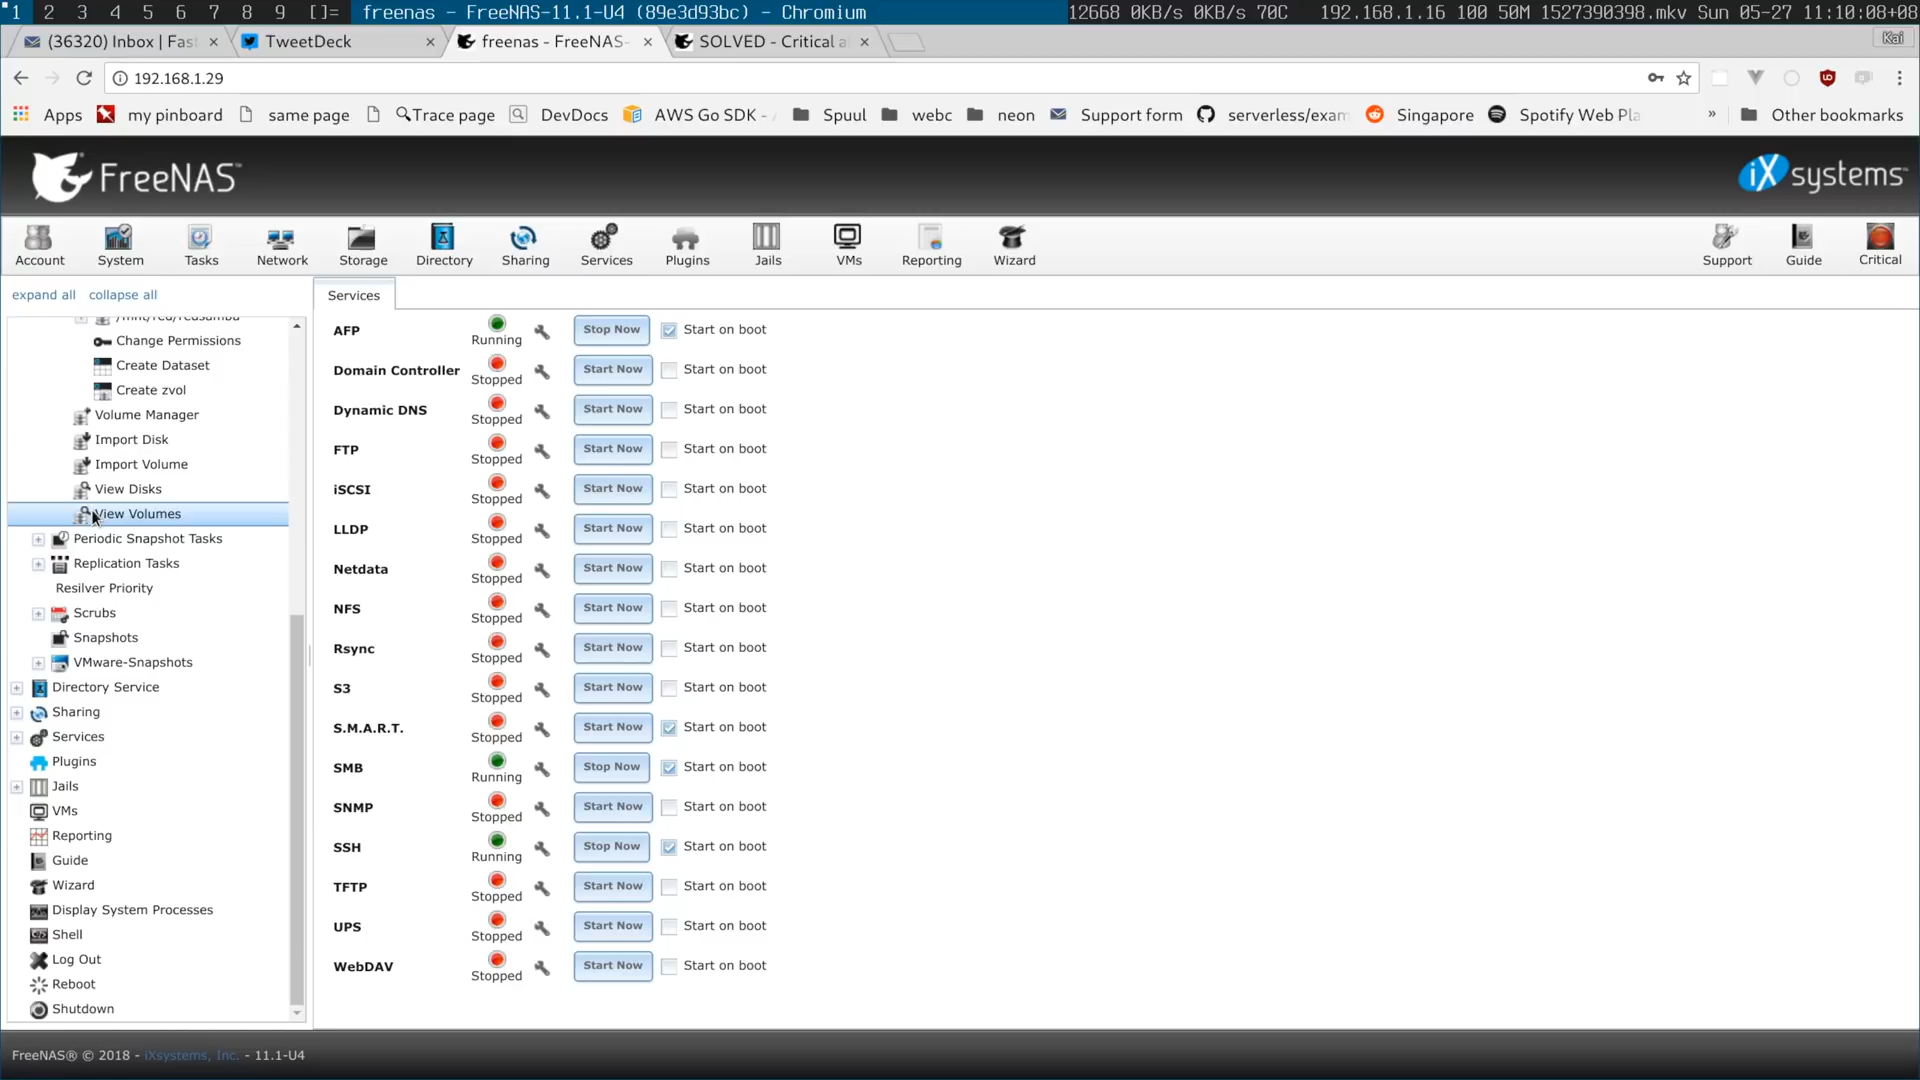 1 2 3 4 5 6 7 8 9 []= freenas - FreeNAS-11.1-U4 (89e3d93bc) - Chromium 12668 0KB/s 0KB/s 70C 192.168.1.16 100 50M 1527390398.mkv Sun 05-27 11:10:08+08
(36320) Inbox | Fast × TweetDeck × freenas - FreeNAS- × SOLVED - Critical a × Kai
192.168.1.29
Apps my pinboard same page Trace page DevDocs AWS Go SDK - Spuul webc neon Support form serverless/exam Singapore Spotify Web Pla » Other bookmarks
FreeNAS™ iXsystems™
Account System Tasks Network Storage Directory Sharing Services Plugins Jails VMs Reporting Wizard Support Guide Critical
expand all collapse all
Services
/mnt/red/redsamba
Change Permissions
Create Dataset
Create zvol
Volume Manager
Import Disk
Import Volume
View Disks
View Volumes
Periodic Snapshot Tasks
Replication Tasks
Resilver Priority
Scrubs
Snapshots
VMware-Snapshots
Directory Service
Sharing
Services
Plugins
Jails
VMs
Reporting
Guide
Wizard
Display System Processes
Shell
Log Out
Reboot
Shutdown
AFP Running Stop Now Start on boot
Domain Controller Stopped Start Now Start on boot
Dynamic DNS Stopped Start Now Start on boot
FTP Stopped Start Now Start on boot
iSCSI Stopped Start Now Start on boot
LLDP Stopped Start Now Start on boot
Netdata Stopped Start Now Start on boot
NFS Stopped Start Now Start on boot
Rsync Stopped Start Now Start on boot
S3 Stopped Start Now Start on boot
S.M.A.R.T. Stopped Start Now Start on boot
SMB Running Stop Now Start on boot
SNMP Stopped Start Now Start on boot
SSH Running Stop Now Start on boot
TFTP Stopped Start Now Start on boot
UPS Stopped Start Now Start on boot
WebDAV Stopped Start Now Start on boot
FreeNAS® © 2018 - iXsystems, Inc. - 11.1-U4